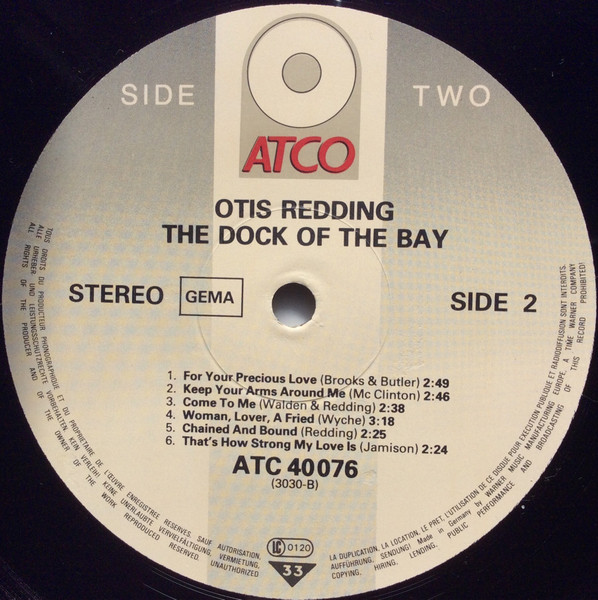 SIDE TWO
ATCO
OTIS REDDING
THE DOCK OF THE BAY
STEREO GEMA SIDE 2
1. For Your Precious Love (Brooks & Butler) 2:49
2. Keep Your Arms Around Me (Mc Clinton) 2:46
3. Come To Me (Walden & Redding) 2:38
4. Woman, Lover, A Fried (Wyche) 3:18
5. Chained And Bound (Redding) 2:25
6. That's How Strong My Love Is (Jamison) 2:24
ATC 40076
(3030-B)
LC 0120
33
TOUS DROITS DU PRODUCTEUR PHONOGRAPHIQUE ET DU PROPRIETAIRE DE L'ŒUVRE ENREGISTREE RESERVES. SAUF AUTORISATION,
LA DUPLICATION, LA LOCATION, LE PRET, L'UTILISATION DE CE DISQUE POUR EXECUTION PUBLIQUE ET RADIODIFFUSION SONT INTERDITS.
ALLE URHEBER UND LEISTUNGSSCHUTZRECHTE VORBEHALTEN. KEIN VERLEIH! KEINE UNERLAUBTE VERVIELFÄLTIGUNG, VERMIETUNG,
AUFFÜHRUNG, SENDUNG! Made in Germany by WARNER MUSIC MANUFACTURING EUROPE. A TIME WARNER COMPANY
ALL RIGHTS OF THE PRODUCER AND OF THE OWNER OF THE WORK REPRODUCED RESERVED UNAUTHORIZED
COPYING, HIRING, LENDING, PUBLIC PERFORMANCE AND BROADCASTING OF THIS RECORD PROHIBITED!